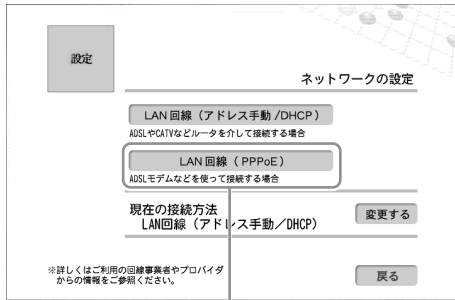 設定
ネットワークの設定
LAN 回線（アドレス手動 /DHCP）
ADSLやCATVなどルータを介して接続する場合
LAN 回線（ PPPoE）
ADSLモデムなどを使って接続する場合
現在の接続方法
LAN回線（アドレス手動／DHCP）
変更する
※詳しくはご利用の回線事業者やプロバイダ
からの情報をご参照ください。
戻る